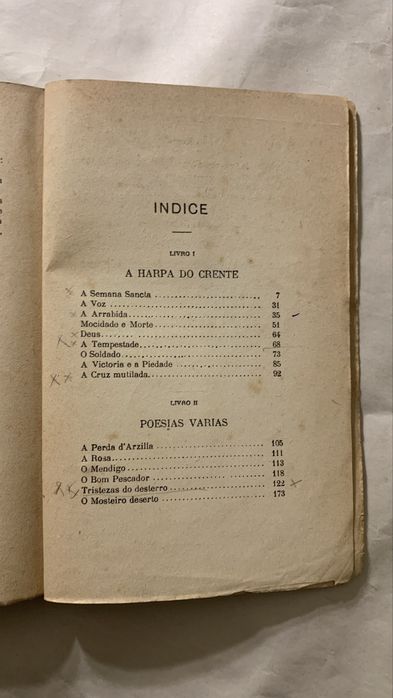 INDICE
LIVRO I
A HARPA DO CRENTE
A Semana Sancta ........................... 7
A Voz ........................................ 31
A Arrabida ................................... 35
Mocidade e Morte ........................... 51
Deus ........................................ 64
A Tempestade ............................... 68
O Soldado ................................... 73
A Victoria e a Piedade ..................... 85
A Cruz mutilada ............................. 92
LIVRO II
POESIAS VARIAS
A Perda d'Arzilla ........................... 105
A Rosa ....................................... 111
O Mendigo ................................... 113
O Bom Pescador ............................. 118
Tristezas do desterro ....................... 122
O Mosteiro deserto .......................... 173